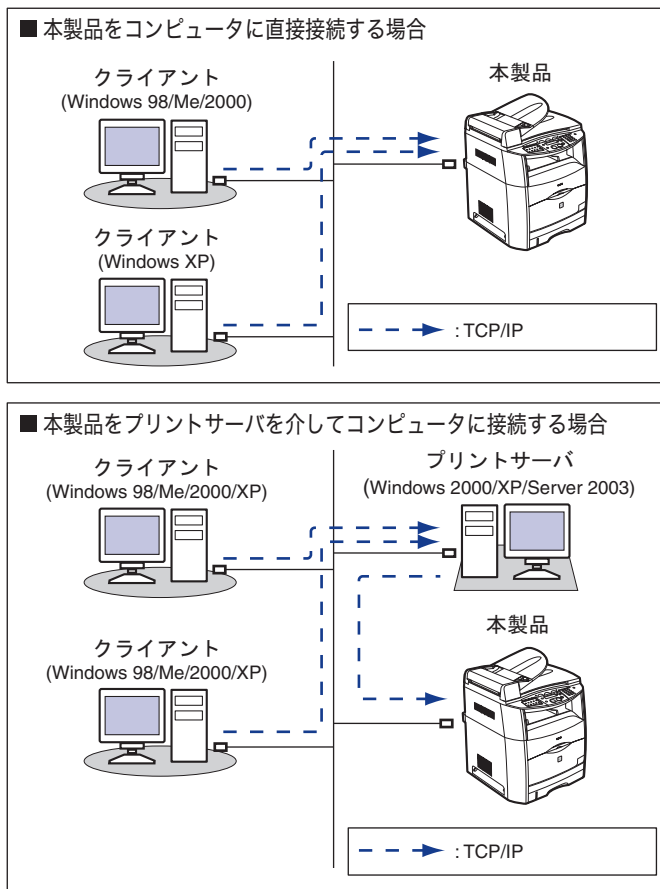 ■ 本製品をコンピュータに直接接続する場合
クライアント
(Windows 98/Me/2000)
本製品
クライアント
(Windows XP)
: TCP/IP
■ 本製品をプリントサーバを介してコンピュータに接続する場合
クライアント
(Windows 98/Me/2000/XP)
プリントサーバ
(Windows 2000/XP/Server 2003)
本製品
クライアント
(Windows 98/Me/2000/XP)
: TCP/IP